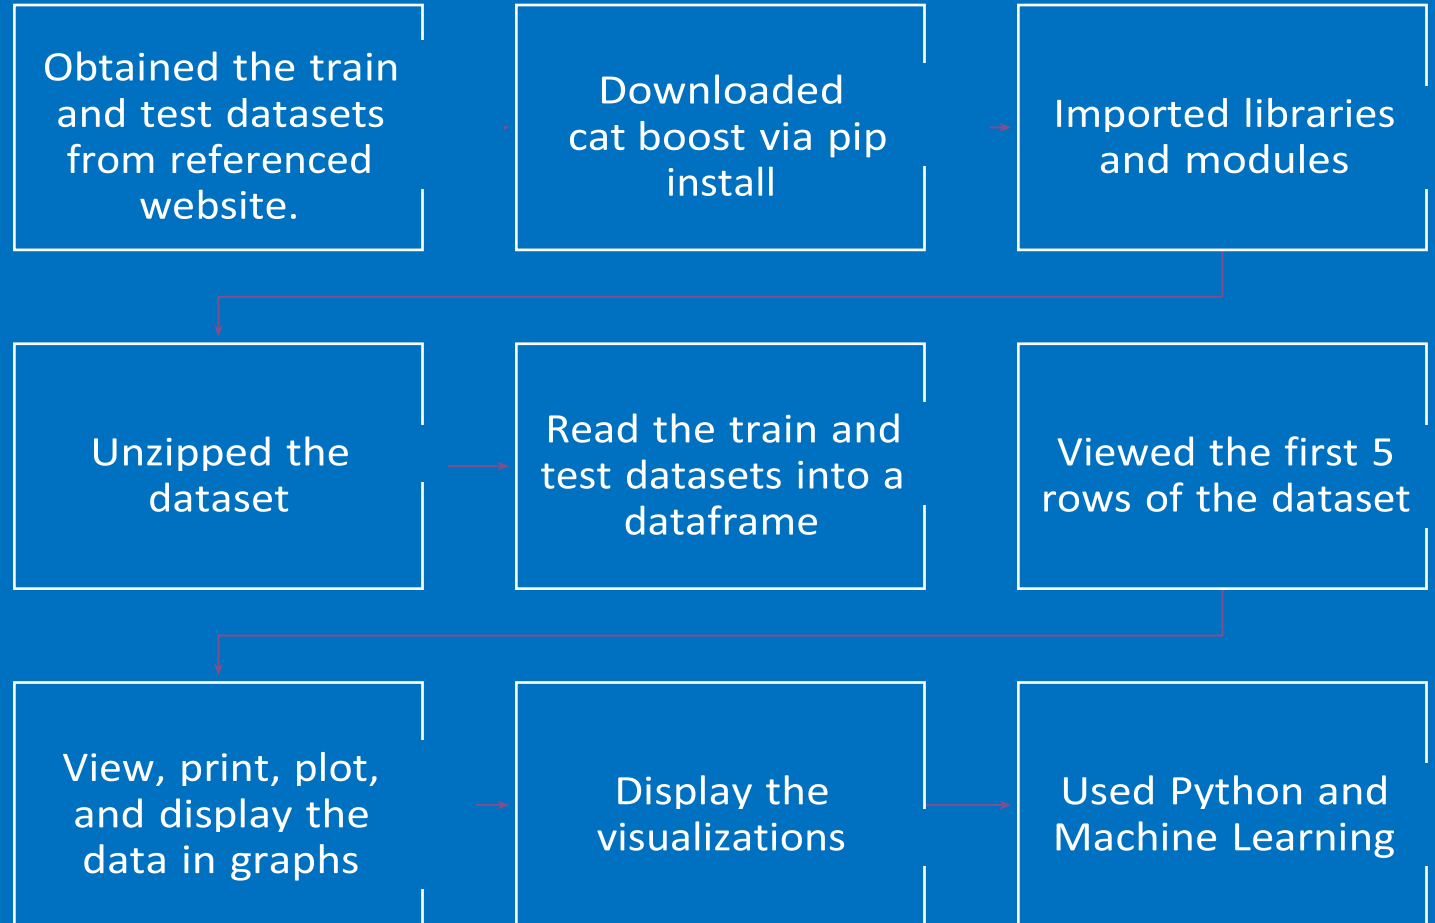 Obtained the train
and test datasets
from referenced
website.
Downloaded
cat boost via pip
install
Imported libraries
and modules
Unzipped the
dataset
Read the train and
test datasets into a
dataframe
Viewed the first 5
rows of the dataset
View, print, plot,
and display the
data in graphs
Display the
visualizations
Used Python and
Machine Learning